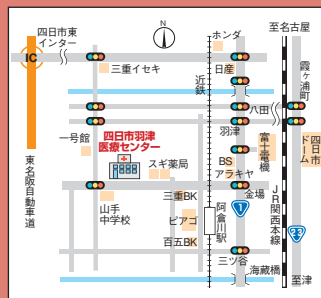 四日市東
インター
N
ホンダ
至名古屋
IC
三重イセキ
日産
霞ヶ浦町
近鉄
八田
一号館
四日市羽津
医療センター
羽津
富士電機
四日市
ドーム
スギ薬局
BS
アラキヤ
東名阪自動車道
山手
中学校
三重BK
金場
ピアゴ
阿倉川駅
1
JR関西本線
23
百五BK
三ツ谷
海蔵橋
至津